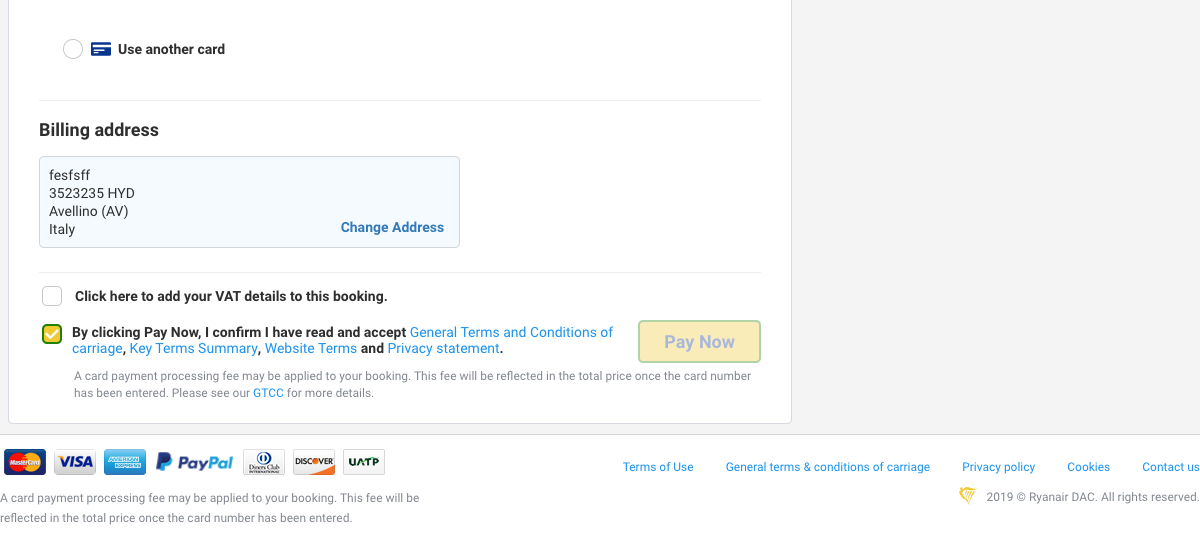 Use another card
Billing address
fesfsff
3523235 HYD
Avellino (AV)
Italy
Change Address
Click here to add your VAT details to this booking.
By clicking Pay Now, I confirm I have read and accept General Terms and Conditions of
carriage, Key Terms Summary, Website Terms and Privacy statement.
Pay Now
A card payment processing fee may be applied to your booking. This fee will be reflected in the total price once the card number
has been entered. Please see our GTCC for more details.
MasterCard VISA AMERICAN EXPRESS PayPal Diners Club INTERNATIONAL DISCOVER UATP
Terms of Use General terms & conditions of carriage Privacy policy Cookies Contact us
A card payment processing fee may be applied to your booking. This fee will be
reflected in the total price once the card number has been entered.
2019 © Ryanair DAC. All rights reserved.